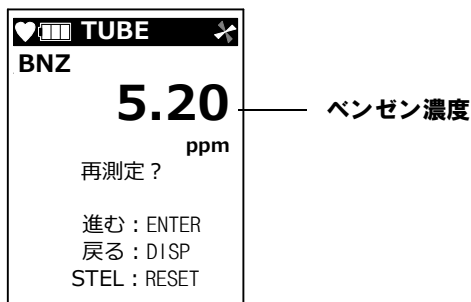 TUBE
BNZ
5.20
ベンゼン濃度
ppm
再測定？
進む：ENTER
戻る：DISP
STEL：RESET